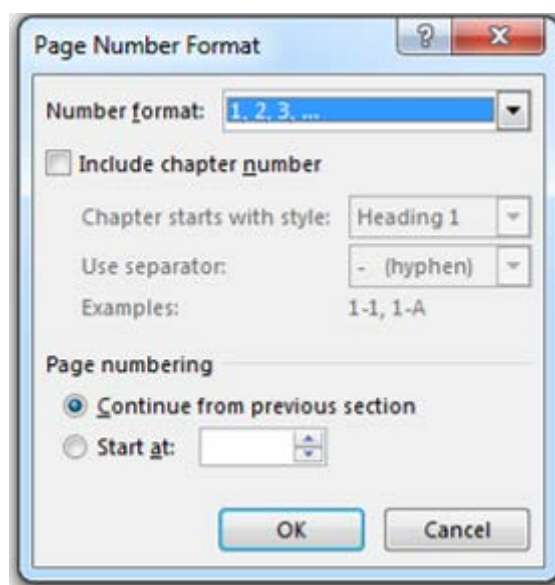 Page Number Format
Number format: 1, 2, 3, ...
Include chapter number
Chapter starts with style: Heading 1
Use separator: - (hyphen)
Examples: 1-1, 1-A
Page numbering
Continue from previous section
Start at:
OK Cancel